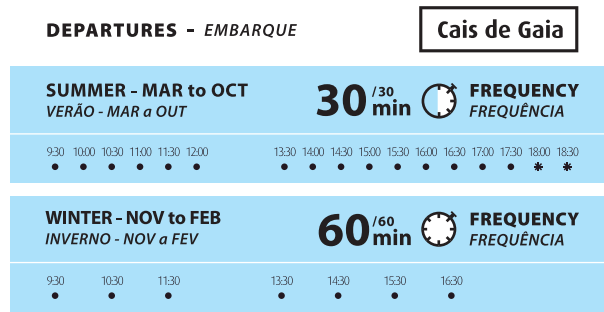 DEPARTURES - EMBARQUE
Cais de Gaia
SUMMER - MAR to OCT
VERÃO - MAR a OUT
30/30 min
FREQUENCY
FREQUÊNCIA
9:30 10:00 10:30 11:00 11:30 12:00 13:30 14:00 14:30 15:00 15:30 16:00 16:30 17:00 17:30 18:00 18:30
* *
WINTER - NOV to FEB
INVERNO - NOV a FEV
60/60 min
FREQUENCY
FREQUÊNCIA
9:30 10:30 11:30 13:30 14:30 15:30 16:30